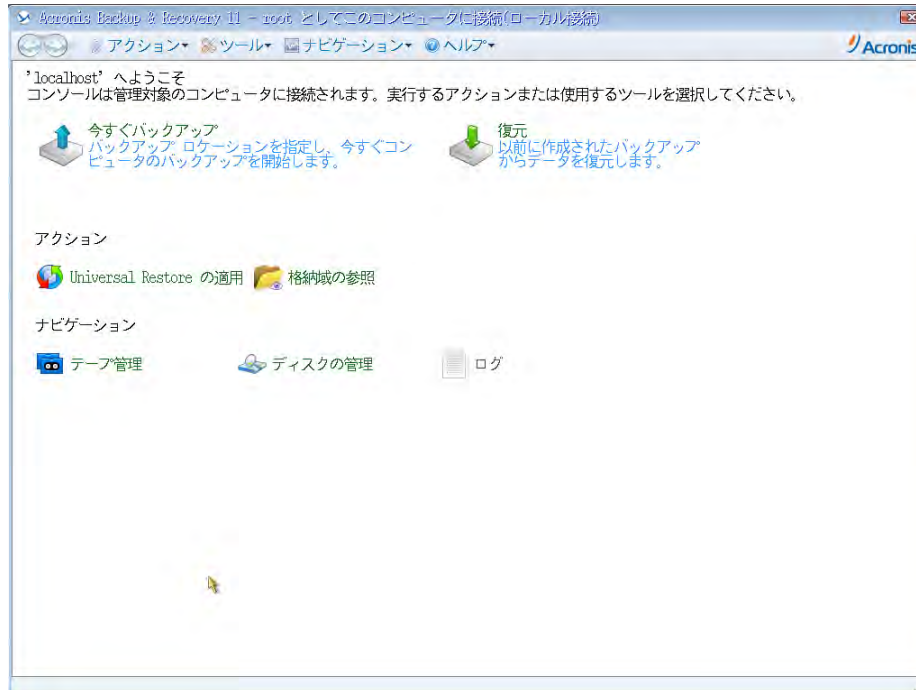 Acronis Backup & Recovery 11 - root としてこのコンピュータに接続(ローカル接続)
アクション ツール ナビゲーション ヘルプ
Acronis
'localhost' へようこそ
コンソールは管理対象のコンピュータに接続されます。実行するアクションまたは使用するツールを選択してください。
今すぐバックアップ
バックアップ ロケーションを指定し、今すぐコン
ピュータのバックアップを開始します。
復元
以前に作成されたバックアップ
からデータを復元します。
アクション
Universal Restore の適用 格納域の参照
ナビゲーション
テープ管理 ディスクの管理 ログ